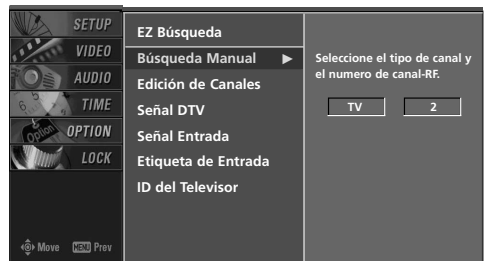 SETUP
VIDEO
AUDIO
TIME
OPTION
LOCK
Move MENU Prev
EZ Búsqueda
Búsqueda Manual ►
Edición de Canales
Señal DTV
Señal Entrada
Etiqueta de Entrada
ID del Televisor
Seleccione el tipo de canal y
el numero de canal-RF.
TV 2
Option